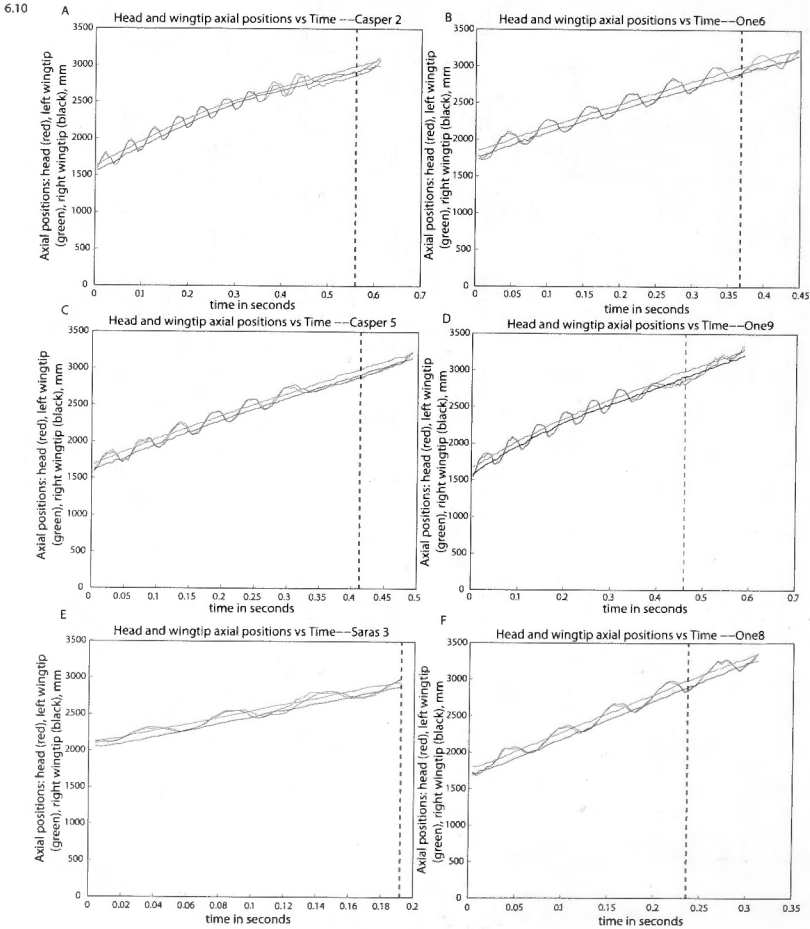 6.10
A
Head and wingtip axial positions vs Time ––Casper 2
Axial positions: head (red), left wingtip
(green), right wingtip (black), mm
3500
3000
2500
2000
1500
1000
500
0
0 0.1 0.2 0.3 0.4 0.5 0.6 0.7
time in seconds
B
Head and wingtip axial positions vs Time––One6
Axial positions: head (red), left wingtip
(green), right wingtip (black), mm
3500
3000
2500
2000
1500
1000
500
0
0 0.05 0.1 0.15 0.2 0.25 0.3 0.35 0.4 0.45
time in seconds
C
Head and wingtip axial positions vs Time ––Casper 5
Axial positions: head (red), left wingtip
(green), right wingtip (black), mm
3500
3000
2500
2000
1500
1000
500
0
0 0.05 0.1 0.15 0.2 0.25 0.3 0.35 0.4 0.45 0.5
time in seconds
D
Head and wingtip axial positions vs Time––One9
Axial positions: head (red), left wingtip
(green), right wingtip (black), mm
3500
3000
2500
2000
1500
1000
500
0
0 0.1 0.2 0.3 0.4 0.5 0.6 0.7
time in seconds
E
Head and wingtip axial positions vs Time––Saras 3
Axial positions: head (red), left wingtip
(green), right wingtip (black), mm
3500
3000
2500
2000
1500
1000
500
0
0 0.02 0.04 0.06 0.08 0.1 0.12 0.14 0.16 0.18 0.2
time in seconds
F
Head and wingtip axial positions vs Time ––One8
Axial positions: head (red), left wingtip
(green), right wingtip (black), mm
3500
3000
2500
2000
1500
1000
500
0
0 0.05 0.1 0.15 0.2 0.25 0.3 0.35
time in seconds